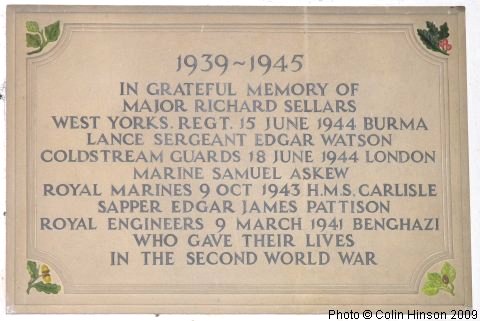 1939~1945
IN GRATEFUL MEMORY OF
MAJOR RICHARD SELLARS
WEST YORKS. REGT. 15 JUNE 1944 BURMA
LANCE SERGEANT EDGAR WATSON
COLDSTREAM GUARDS 18 JUNE 1944 LONDON
MARINE SAMUEL ASKEW
ROYAL MARINES 9 OCT 1943 H.M.S. CARLISLE
SAPPER EDGAR JAMES PATTISON
ROYAL ENGINEERS 9 MARCH 1941 BENGHAZI
WHO GAVE THEIR LIVES
IN THE SECOND WORLD WAR
Photo © Colin Hinson 2009